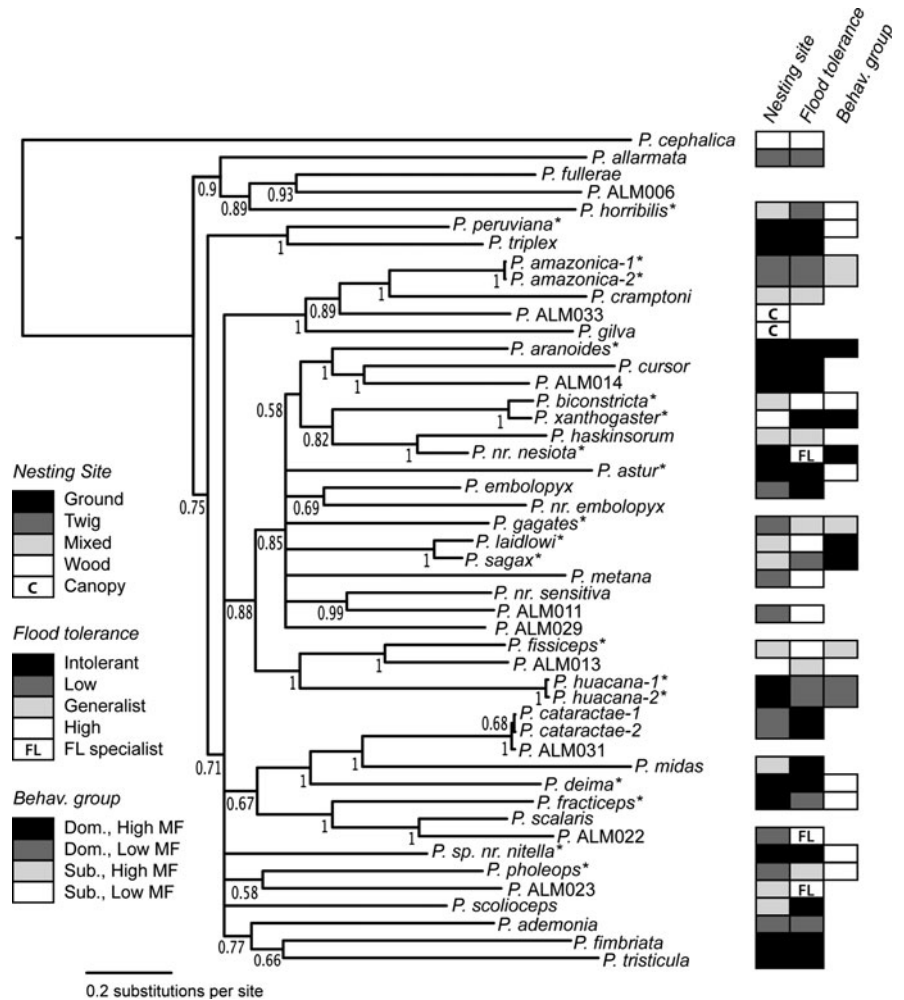 Nesting site
Flood tolerance
Behav. group
P. cephalica
P. allarmata
0.9
P. fullerae
0.93
P. ALM006
0.89
P. horribilis*
P. peruviana*
1
P. triplex
P. amazonica-1*
1
P. amazonica-2*
1
P. cramptoni
0.89
P. ALM033
C
1
P. gilva
C
P. aranoides*
1
P. cursor
1
P. ALM014
0.58
P. biconstricta*
1
P. xanthogaster*
0.82
P. haskinsorum
1
P. nr. nesiota*
FL
P. astur*
P. embolopyx
0.69
P. nr. embolopyx
0.75
P. gagates*
0.85
P. laidlowi*
1
P. sagax*
P. metana
0.88
P. nr. sensitiva
0.99
P. ALM011
P. ALM029
P. fissiceps*
1
P. ALM013
1
P. huacana-1*
1
P. huacana-2*
P. cataractae-1
0.68
P. cataractae-2
1
P. ALM031
1
P. midas
0.71
1
P. deima*
0.67
P. fracticeps*
1
P. scalaris
1
P. ALM022
FL
P. sp. nr. nitella*
P. pholeops*
0.58
P. ALM023
FL
P. scolioceps
P. ademonia
0.77
P. fimbriata
0.66
P. tristicula
Nesting Site
Ground
Twig
Mixed
Wood
C Canopy
Flood tolerance
Intolerant
Low
Generalist
High
FL FL specialist
Behav. group
Dom., High MF
Dom., Low MF
Sub., High MF
Sub., Low MF
0.2 substitutions per site